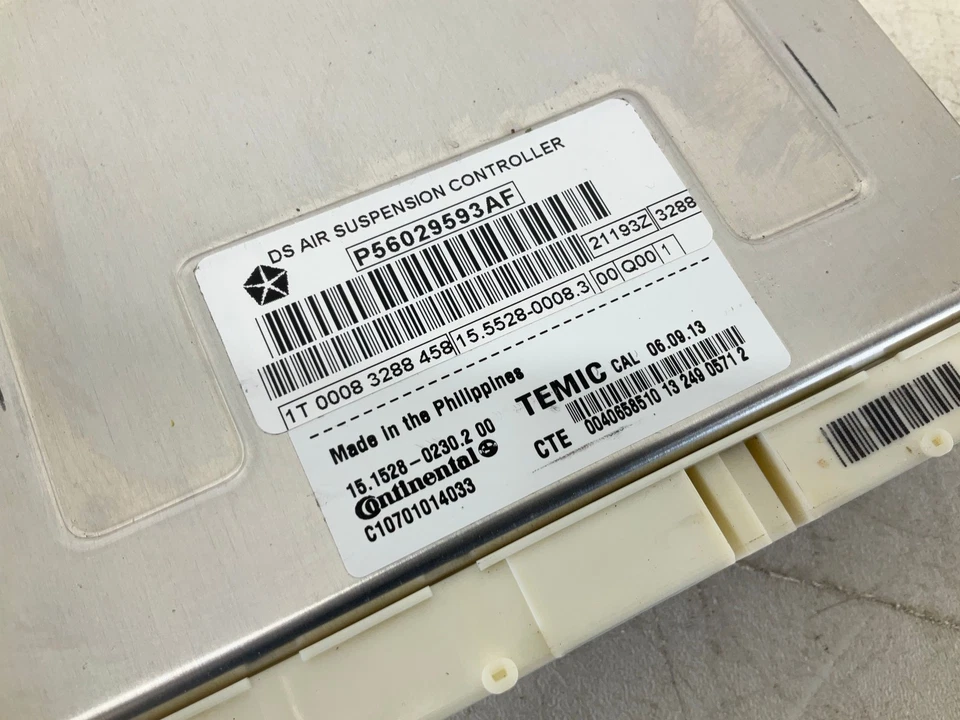 DS AIR SUSPENSION CONTROLLER
P56029593AF
21193Z 3288
1T 0008 3288 458 15.5528-0008.3 00 Q00 1
Made in the Philippines
TEMIC CAL 06.09.13
15.1528-0230.2 00
Continental
CTE 0040658510 13 249 0571 2
C10701014033